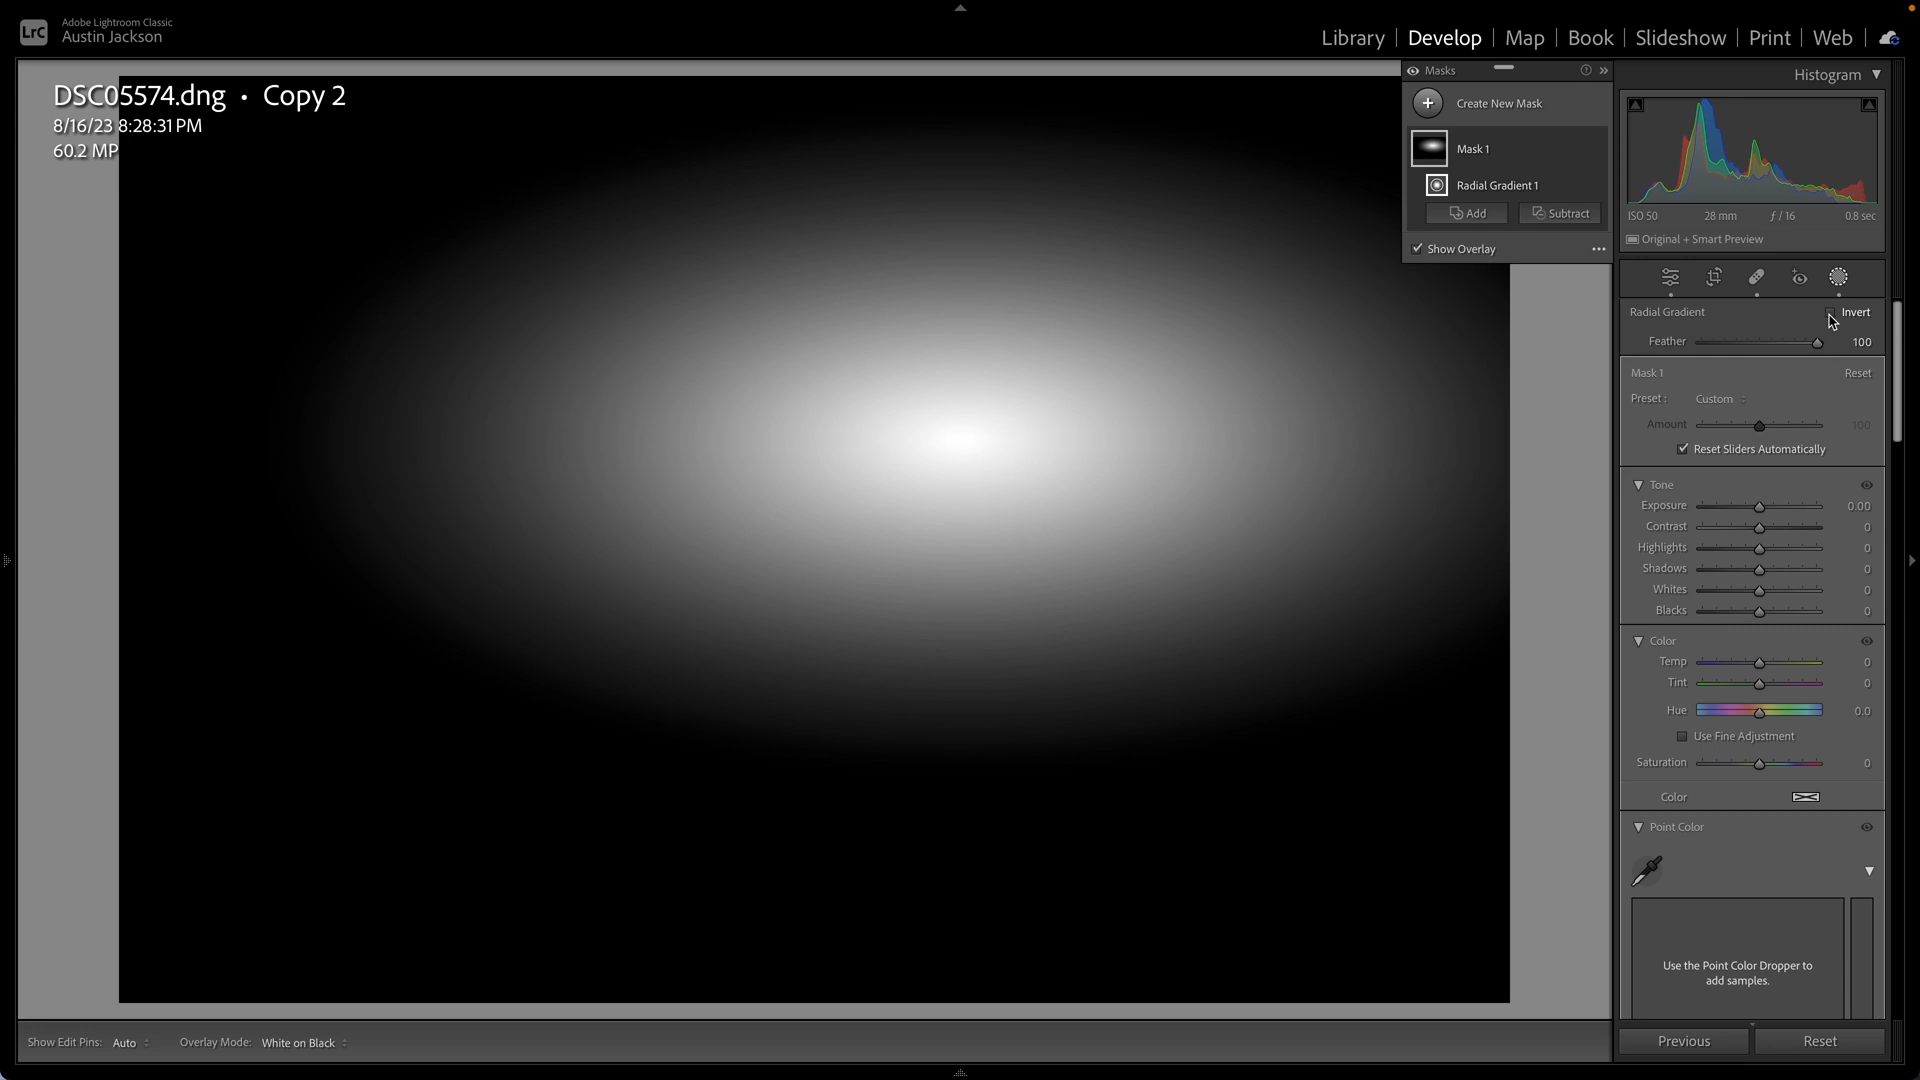 LrC
Adobe Lightroom Classic
Austin Jackson
Library | Develop | Map | Book | Slideshow | Print | Web
DSC05574.dng • Copy 2
8/16/23 8:28:31 PM
60.2 MP
Masks
Create New Mask
Mask 1
Radial Gradient 1
Add Subtract
Show Overlay
Histogram
ISO 50 28 mm ƒ / 16 0.8 sec
Original + Smart Preview
Radial Gradient Invert
Feather 100
Mask 1 Reset
Preset: Custom
Amount 100
Reset Sliders Automatically
Tone
Exposure 0.00
Contrast 0
Highlights 0
Shadows 0
Whites 0
Blacks 0
Color
Temp 0
Tint 0
Hue 0.0
Use Fine Adjustment
Saturation 0
Color
Point Color
Use the Point Color Dropper to
add samples.
Show Edit Pins: Auto Overlay Mode: White on Black
Previous Reset